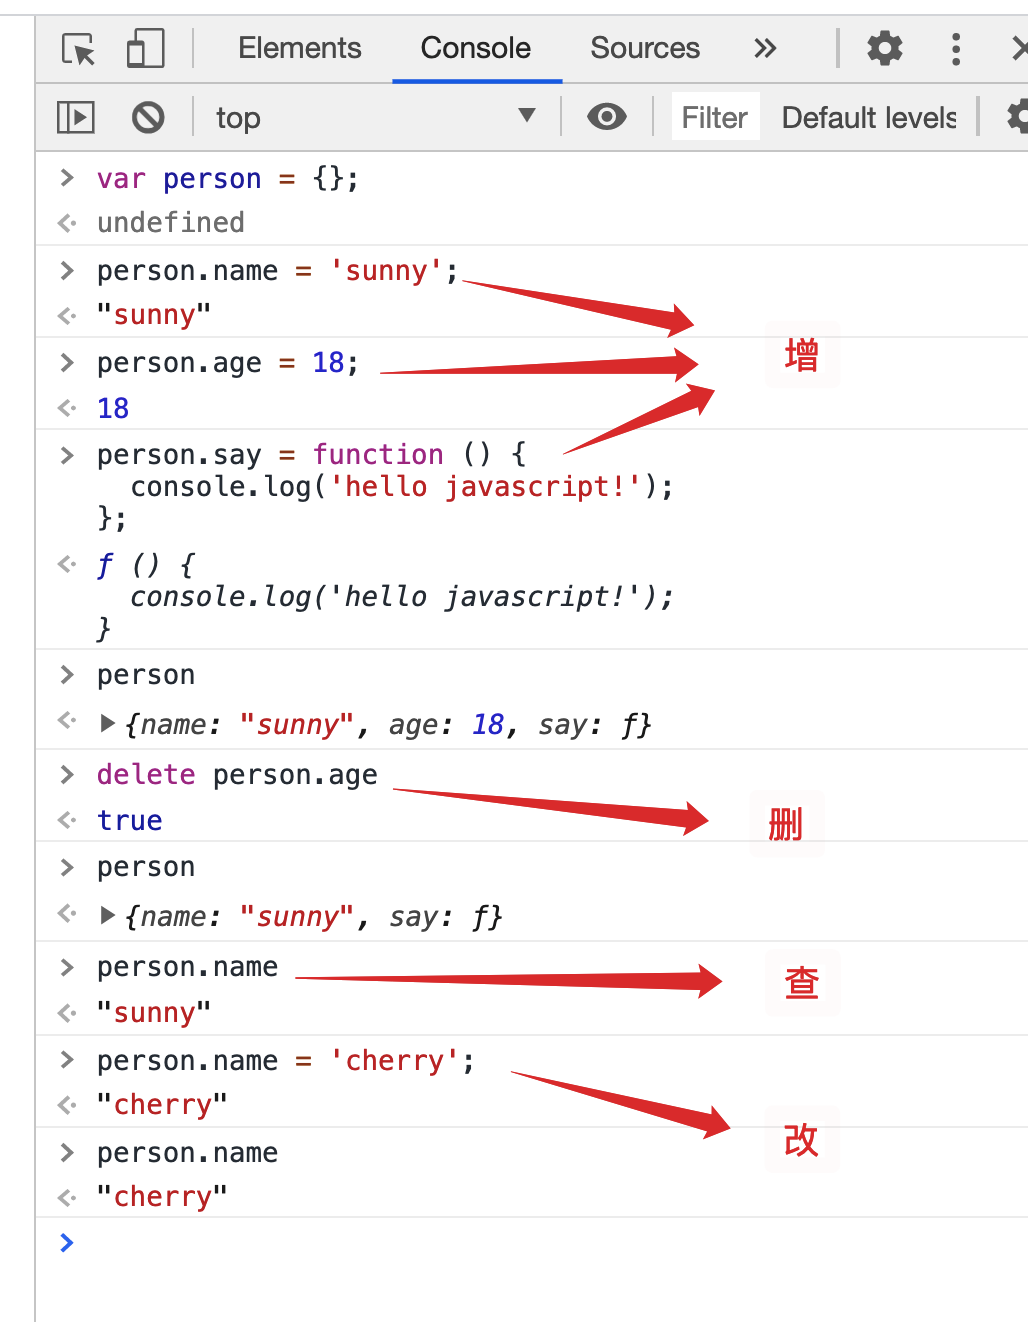 Elements Console Sources
top Filter Default levels
var person = {};
undefined
person.name = 'sunny';
"sunny"
增
person.age = 18;
18
person.say = function () {
console.log('hello javascript!');
};
f () {
console.log('hello javascript!');
}
person
{name: "sunny", age: 18, say: f}
delete person.age
true
删
person
{name: "sunny", say: f}
person.name
查
"sunny"
person.name = 'cherry';
"cherry"
改
person.name
"cherry"